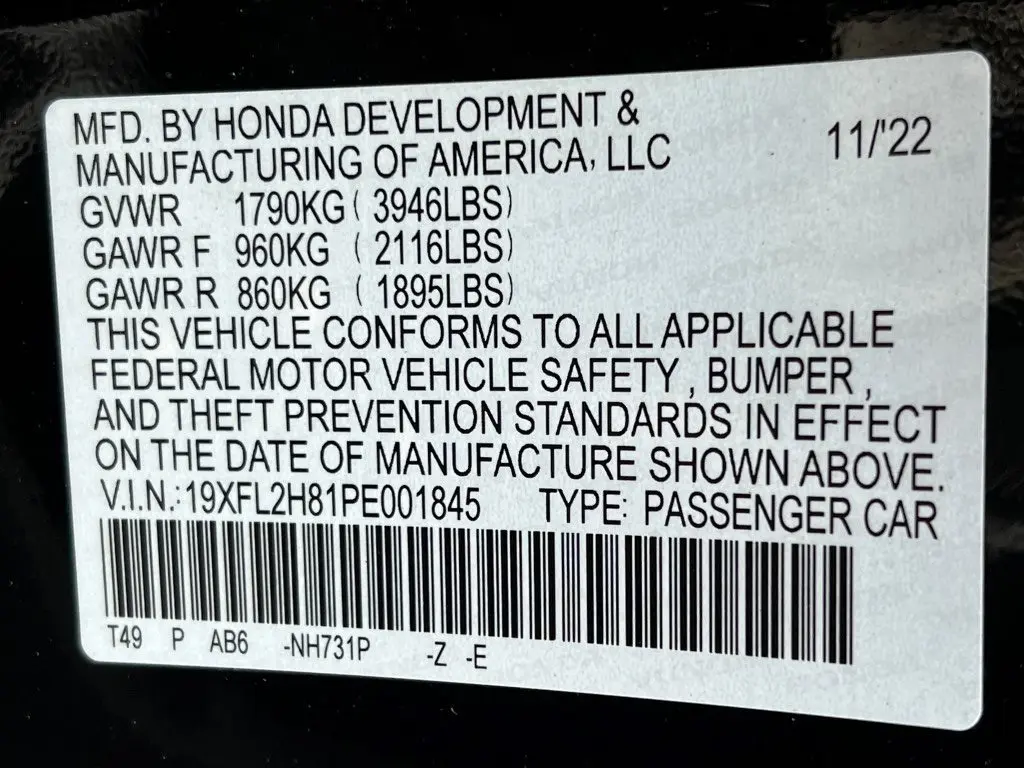 MFD. BY HONDA DEVELOPMENT &
MANUFACTURING OF AMERICA, LLC 11/'22
GVWR 1790KG ( 3946LBS)
GAWR F 960KG ( 2116LBS)
GAWR R 860KG ( 1895LBS)
THIS VEHICLE CONFORMS TO ALL APPLICABLE
FEDERAL MOTOR VEHICLE SAFETY , BUMPER ,
AND THEFT PREVENTION STANDARDS IN EFFECT
ON THE DATE OF MANUFACTURE SHOWN ABOVE.
V.I.N.:19XFL2H81PE001845 TYPE: PASSENGER CAR
T49 P AB6 -NH731P -Z -E